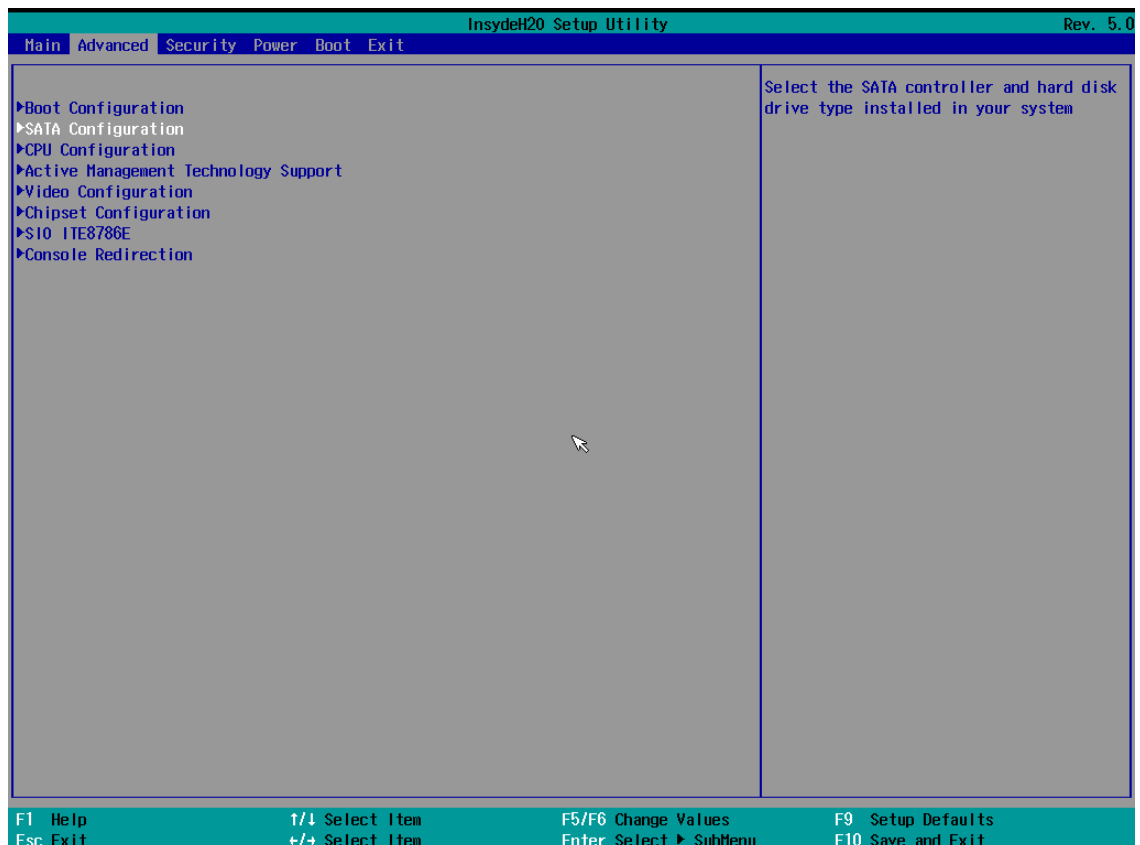 InsydeH20 Setup Utility Rev. 5.0
Main Advanced Security Power Boot Exit
Select the SATA controller and hard disk
drive type installed in your system
▶Boot Configuration
▶SATA Configuration
▶CPU Configuration
▶Active Management Technology Support
▶Video Configuration
▶Chipset Configuration
▶SIO ITE8786E
▶Console Redirection
F1 Help ↑/↓ Select Item F5/F6 Change Values F9 Setup Defaults
Esc Exit ←/→ Select Item Enter Select ▶ SubMenu F10 Save and Exit